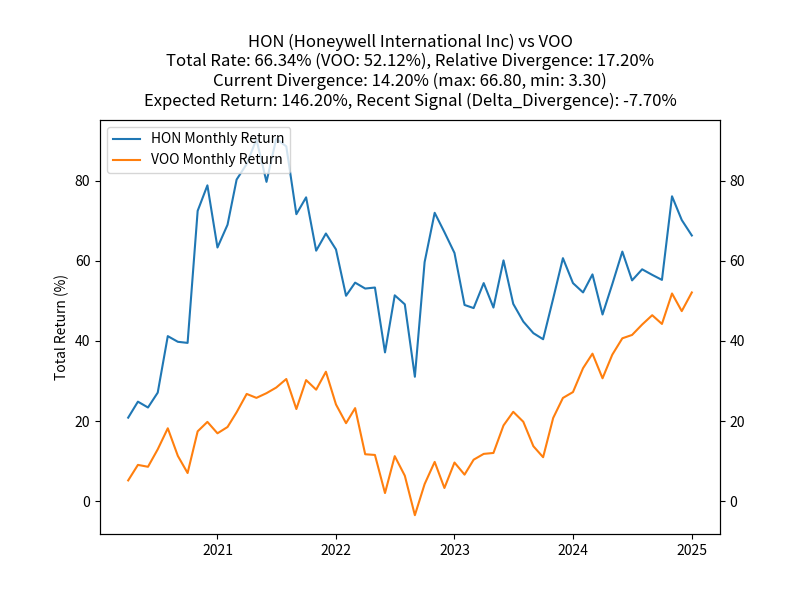 HON (Honeywell International Inc) vs VOO
Total Rate: 66.34% (VOO: 52.12%), Relative Divergence: 17.20%
Current Divergence: 14.20% (max: 66.80, min: 3.30)
Expected Return: 146.20%, Recent Signal (Delta_Divergence): -7.70%
HON Monthly Return
VOO Monthly Return
80
60
40
20
0
Total Return (%)
80
60
40
20
0
2021
2022
2023
2024
2025